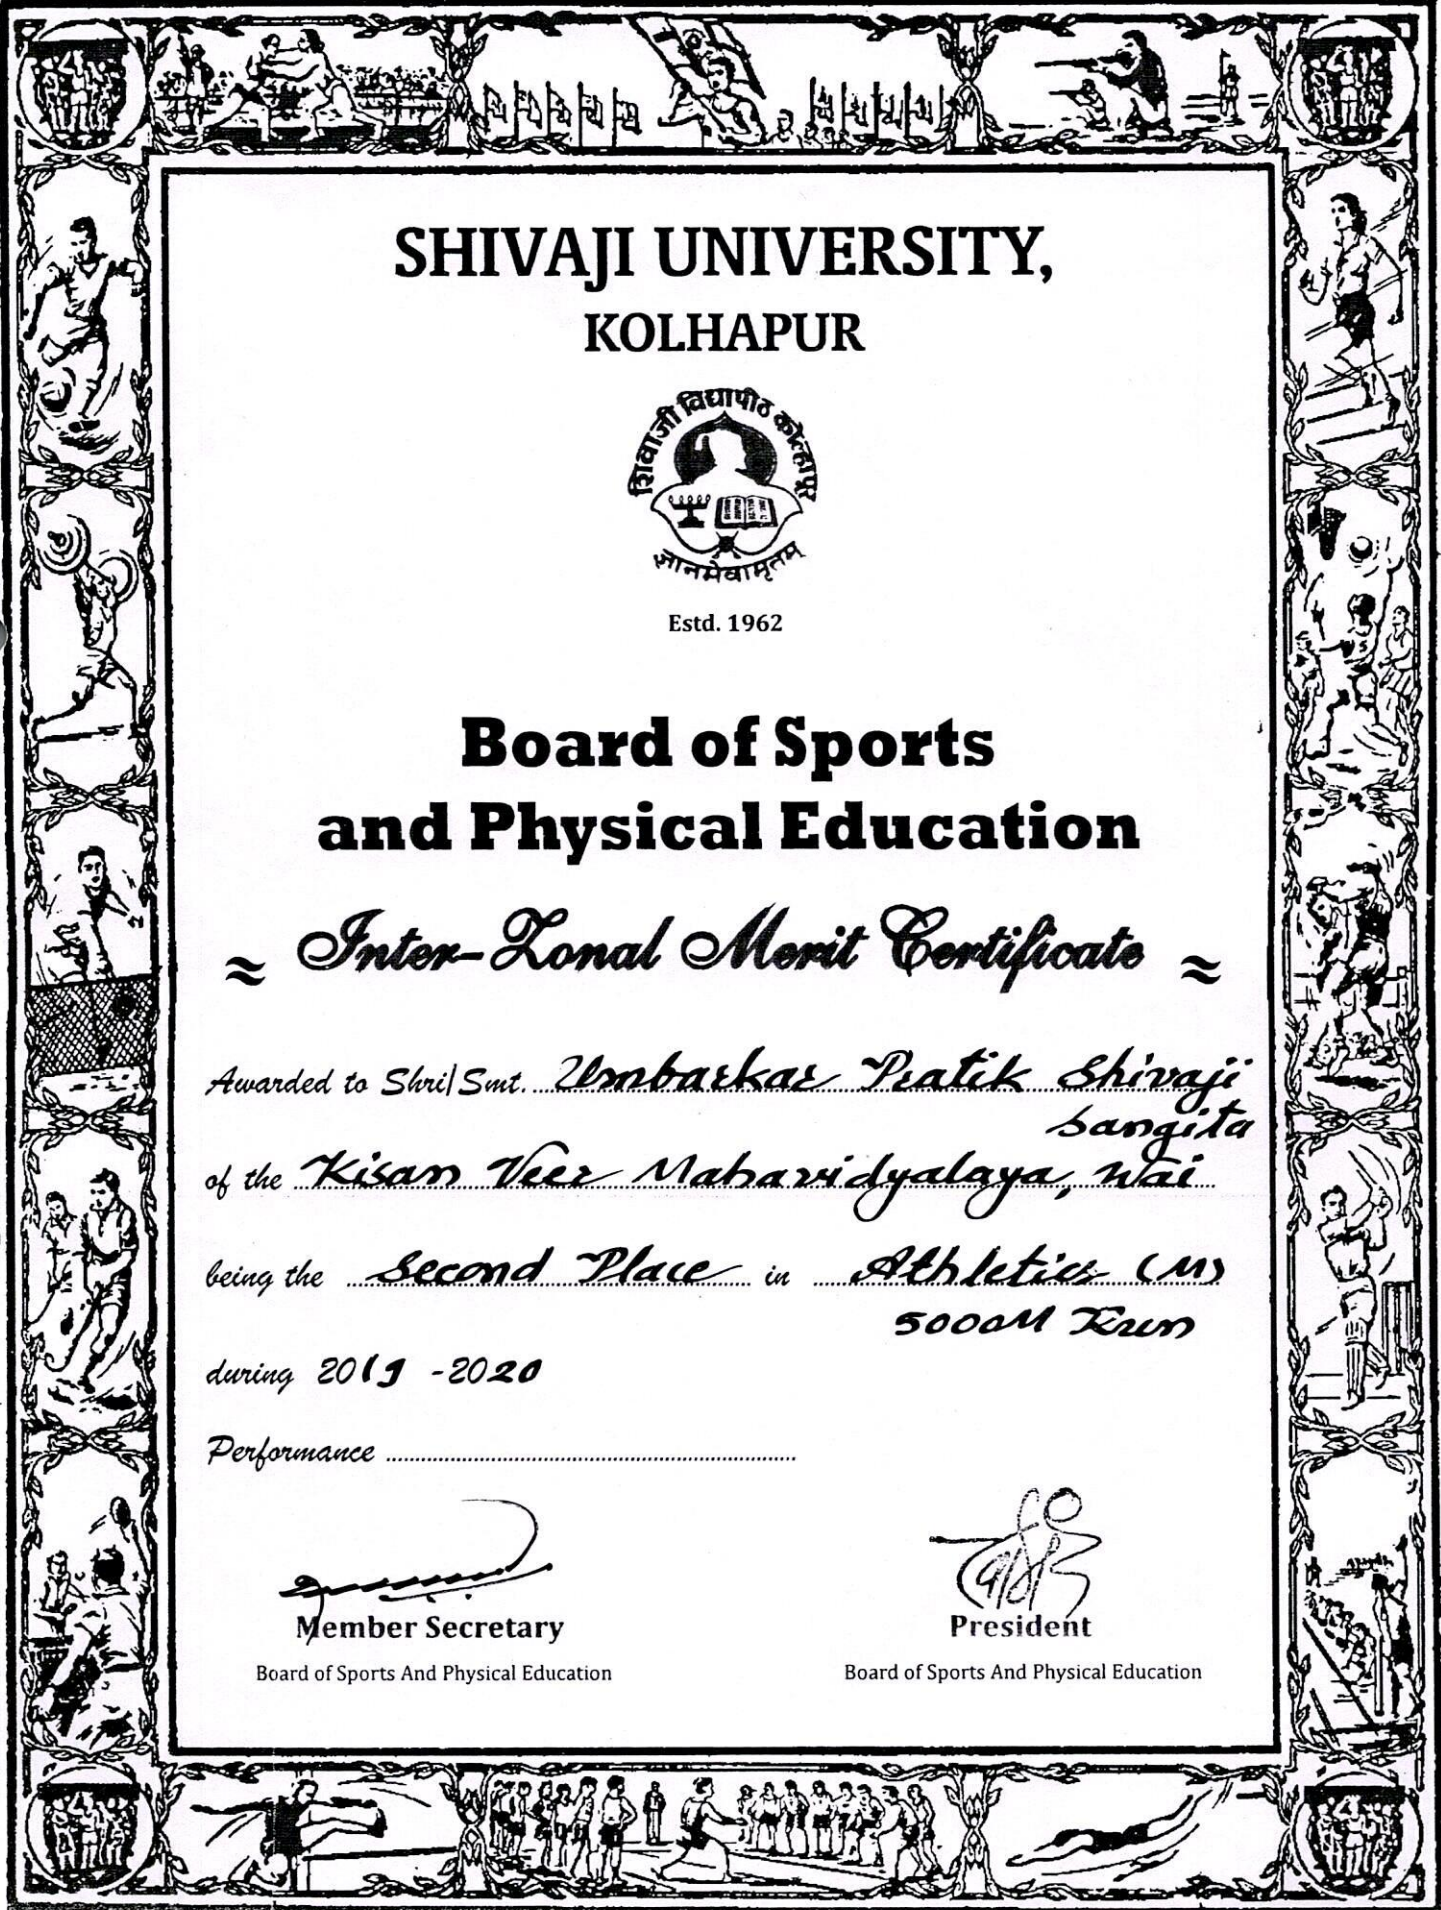 SHIVAJI UNIVERSITY,
KOLHAPUR
शिवाजी विद्यापीठ कोल्हापूर
ज्ञानमेवामृतम्
Estd. 1962
Board of Sports
and Physical Education
≈ Inter-Zonal Merit Certificate ≈
Awarded to Shri/Smt. Umbarkar Pratik Shivaji
Sangita
of the Kisan Veer Mahavidyalaya, Wai
being the Second Place in Athletics (M)
5000M Run
during 2019 -2020
Performance
Member Secretary
President
Board of Sports And Physical Education
Board of Sports And Physical Education